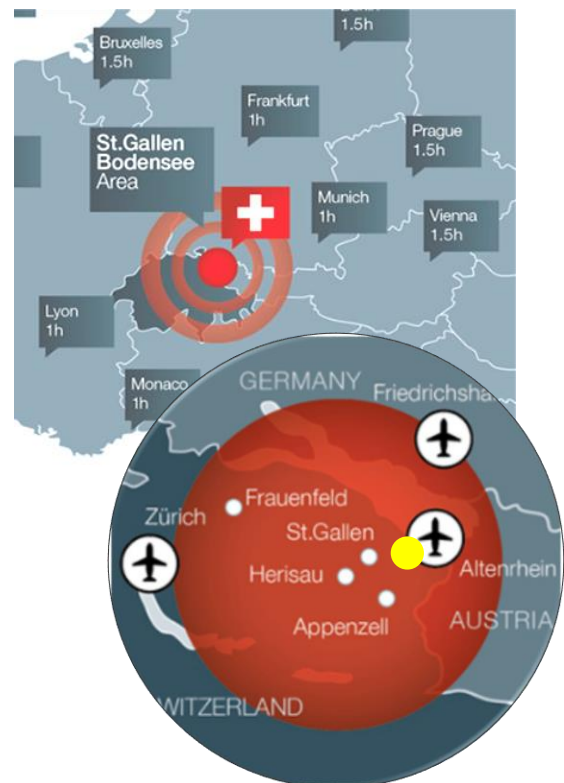 Bruxelles
1.5h
Frankfurt
1h
St.Gallen
Bodensee
Area
Prague
1.5h
Munich
1h
Vienna
1.5h
Lyon
1h
Monaco
1h
GERMANY
Zürich
Frauenfeld
St.Gallen
Herisau
Altenrhein
Appenzell
AUSTRIA